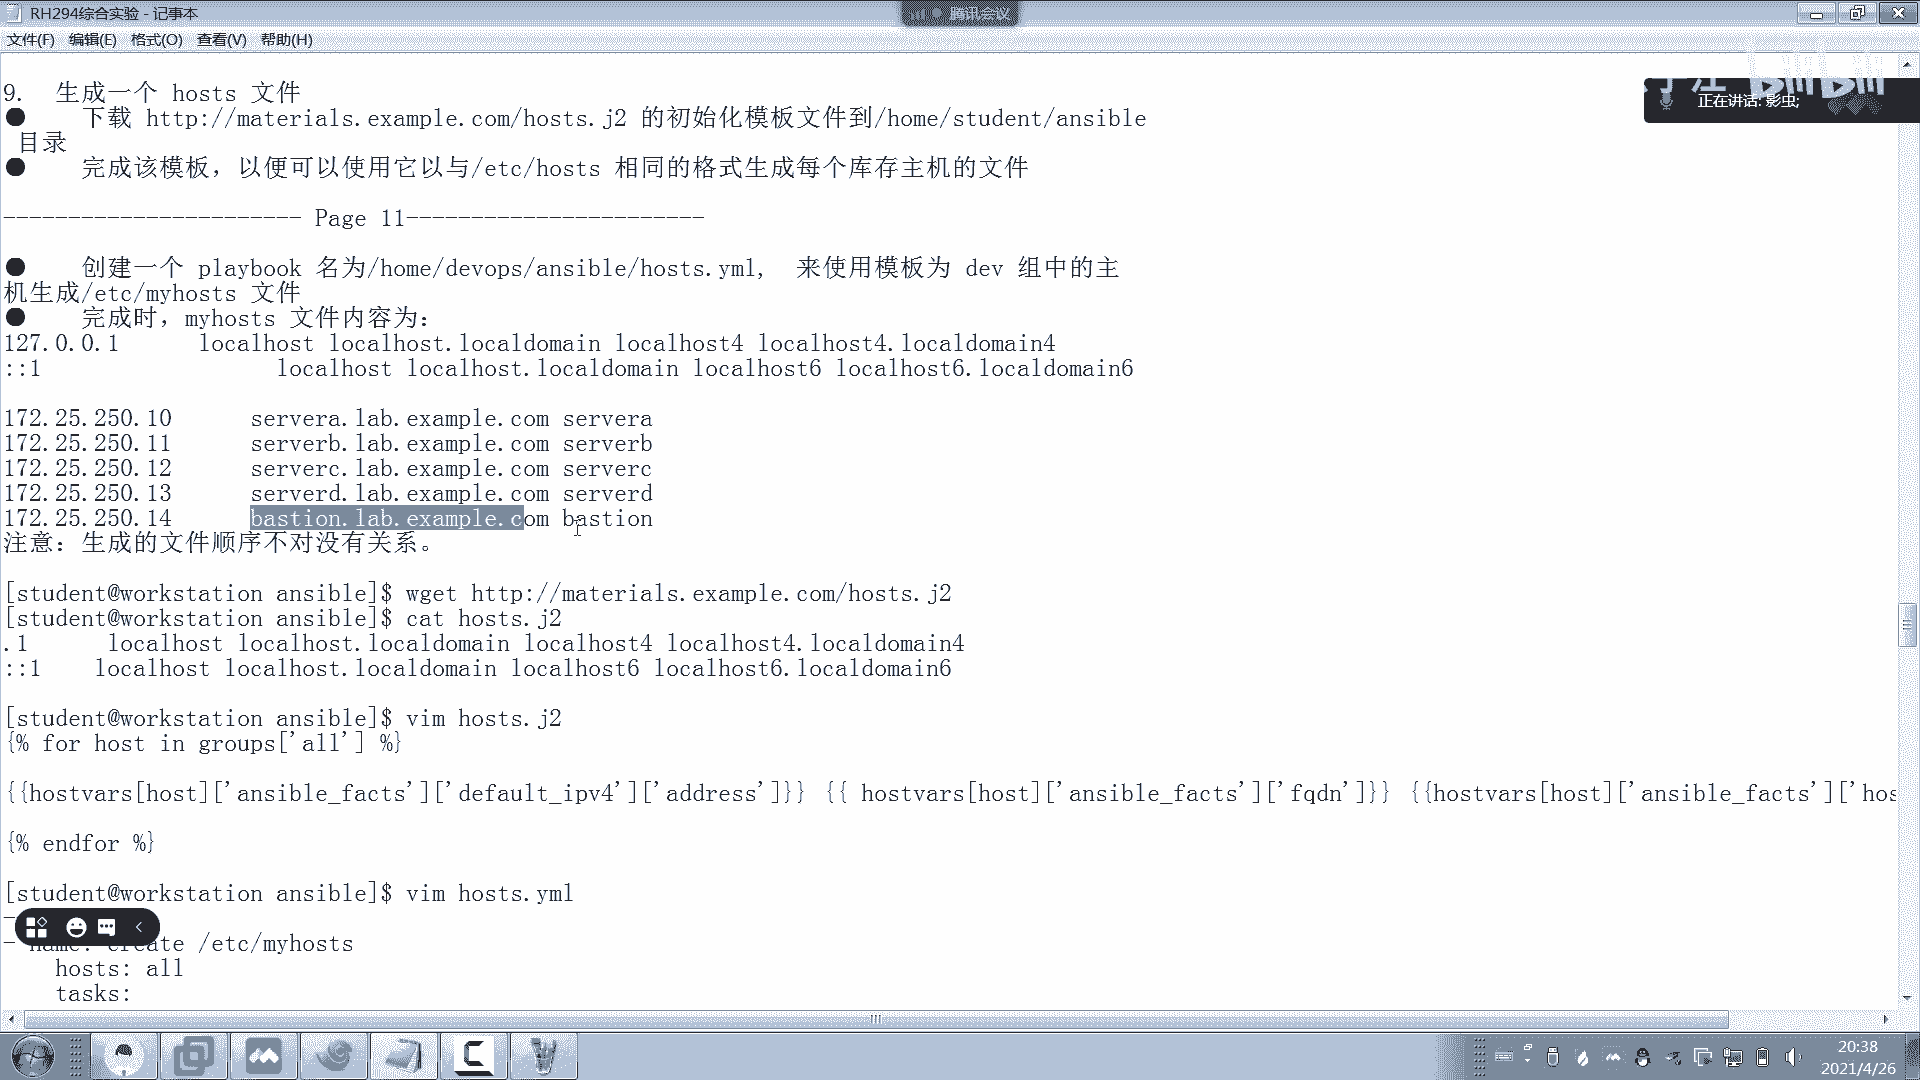 RH294综合实验 - 记事本
腾讯会议
文件(F) 编辑(E) 格式(O) 查看(V) 帮助(H)
正在讲话: 影虫;
9. 生成一个 hosts 文件
● 下载 http://materials.example.com/hosts.j2 的初始化模板文件到/home/student/ansible
目录
● 完成该模板，以便可以使用它以与/etc/hosts 相同的格式生成每个库存主机的文件
----------------------- Page 11-----------------------
● 创建一个 playbook 名为/home/devops/ansible/hosts.yml, 来使用模板为 dev 组中的主
机生成/etc/myhosts 文件
● 完成时，myhosts 文件内容为：
127.0.0.1 localhost localhost.localdomain localhost4 localhost4.localdomain4
::1 localhost localhost.localdomain localhost6 localhost6.localdomain6
172.25.250.10 servera.lab.example.com servera
172.25.250.11 serverb.lab.example.com serverb
172.25.250.12 serverc.lab.example.com serverc
172.25.250.13 serverd.lab.example.com serverd
172.25.250.14 bastion.lab.example.com bastion
注意：生成的文件顺序不对没有关系。
[student@workstation ansible]$ wget http://materials.example.com/hosts.j2
[student@workstation ansible]$ cat hosts.j2
.1 localhost localhost.localdomain localhost4 localhost4.localdomain4
::1 localhost localhost.localdomain localhost6 localhost6.localdomain6
[student@workstation ansible]$ vim hosts.j2
{% for host in groups['all'] %}
{{hostvars[host]['ansible_facts']['default_ipv4']['address']}} {{ hostvars[host]['ansible_facts']['fqdn']}} {{hostvars[host]['ansible_facts']['hos
{% endfor %}
[student@workstation ansible]$ vim hosts.yml
- name: create /etc/myhosts
hosts: all
tasks:
20:38
2021/4/26